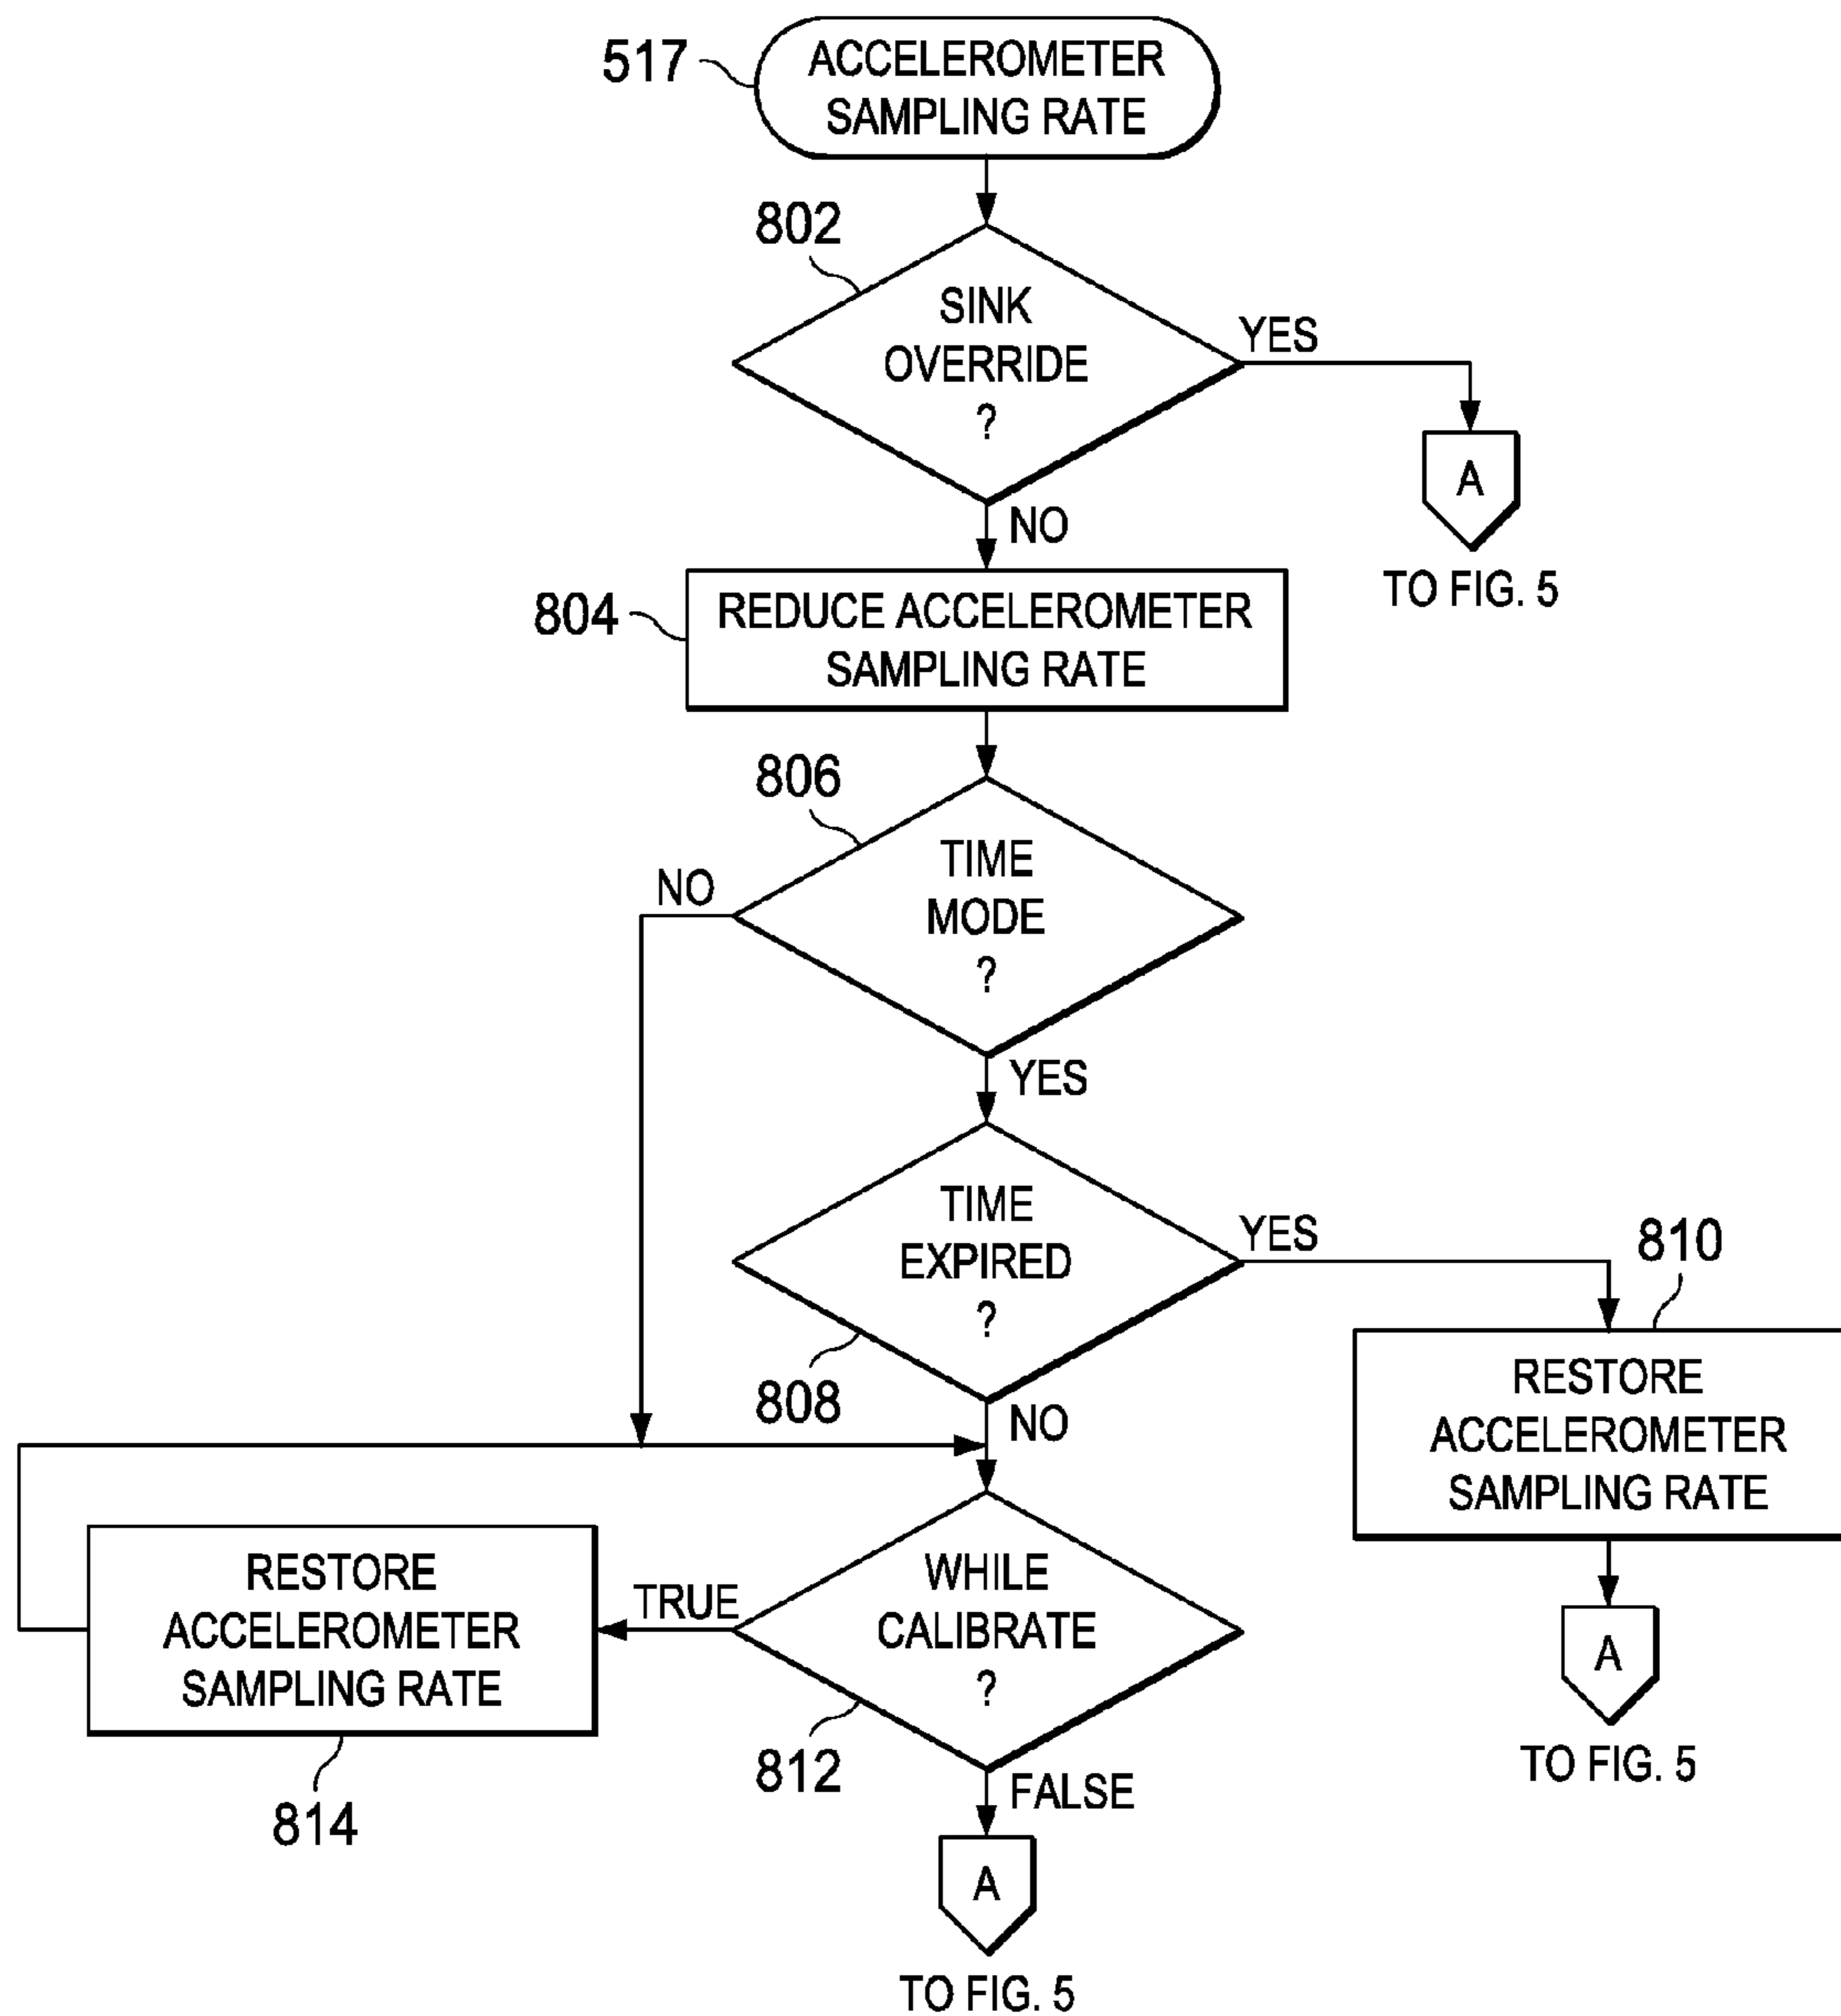 517
ACCELEROMETER
SAMPLING RATE
802
SINK
OVERRIDE
?
YES
A
TO FIG. 5
NO
804
REDUCE ACCELEROMETER
SAMPLING RATE
806
TIME
MODE
?
NO
YES
TIME
EXPIRED
?
808
YES
810
RESTORE
ACCELEROMETER
SAMPLING RATE
A
TO FIG. 5
NO
WHILE
CALIBRATE
?
812
TRUE
RESTORE
ACCELEROMETER
SAMPLING RATE
814
FALSE
A
TO FIG. 5